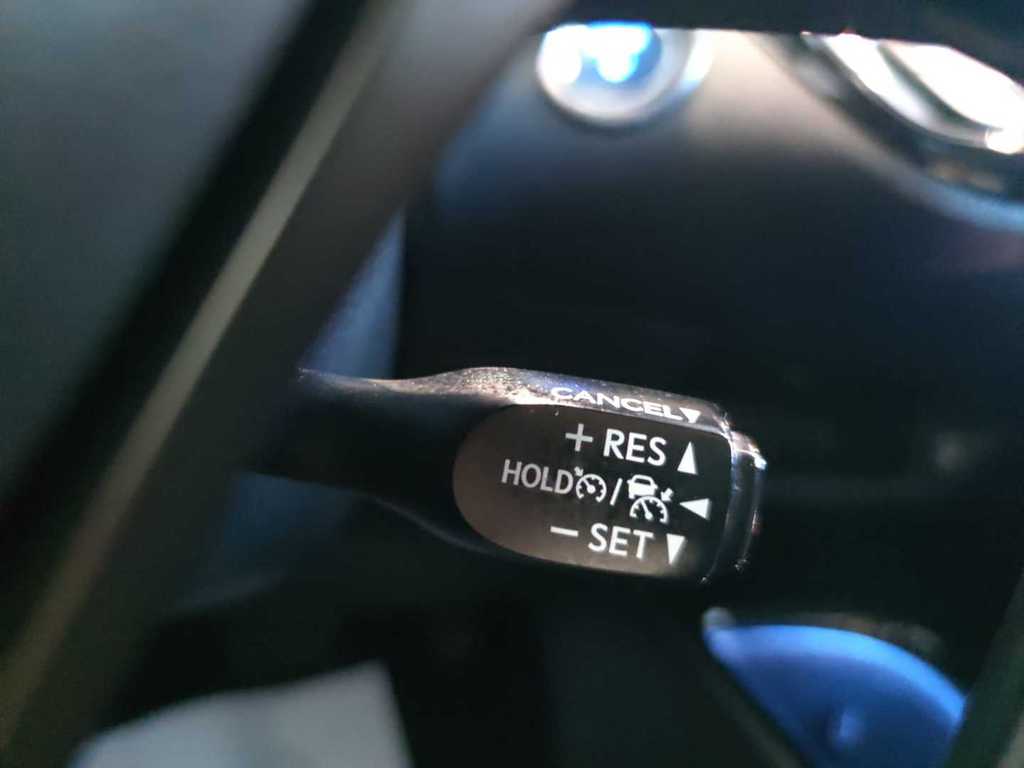 CANCEL▼
+ RES ▲
HOLD / ◄
− SET ▼